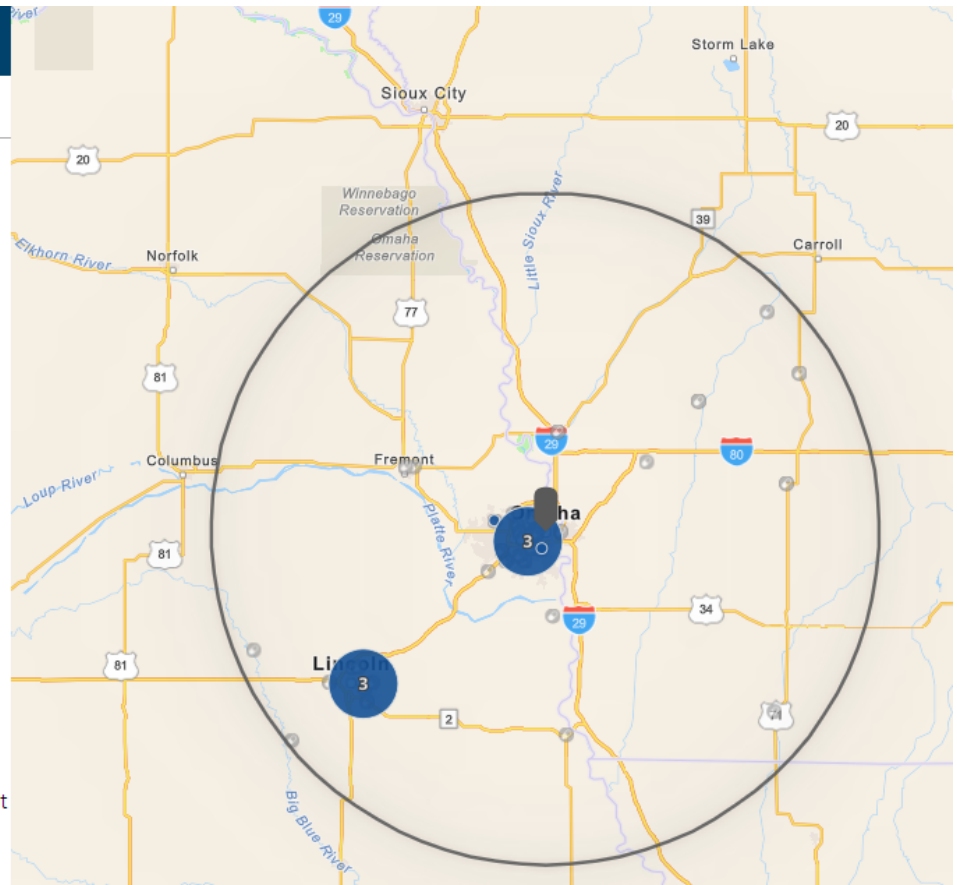 River
29
Storm Lake
Sioux City
20
20
Winnebago
Reservation
Omaha
Reservation
Little Sioux River
39
Elkhorn River
Norfolk
Carroll
77
81
29
80
Columbus
Fremont
Loup River
Platte River
3
81
34
29
81
Lincoln
3
2
t
Big Blue River